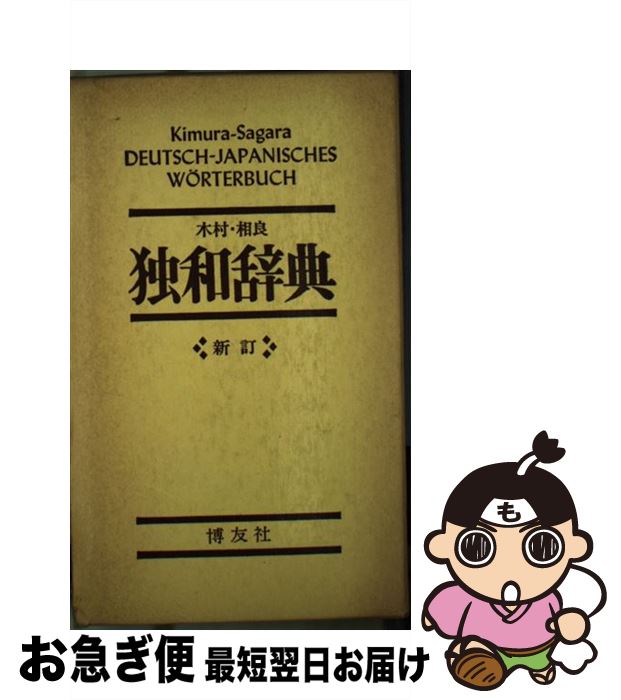 Kimura-Sagara
DEUTSCH-JAPANISCHES
WÖRTERBUCH
木村・相良
独和辞典
新訂
博友社
も
お急ぎ便 最短翌日お届け